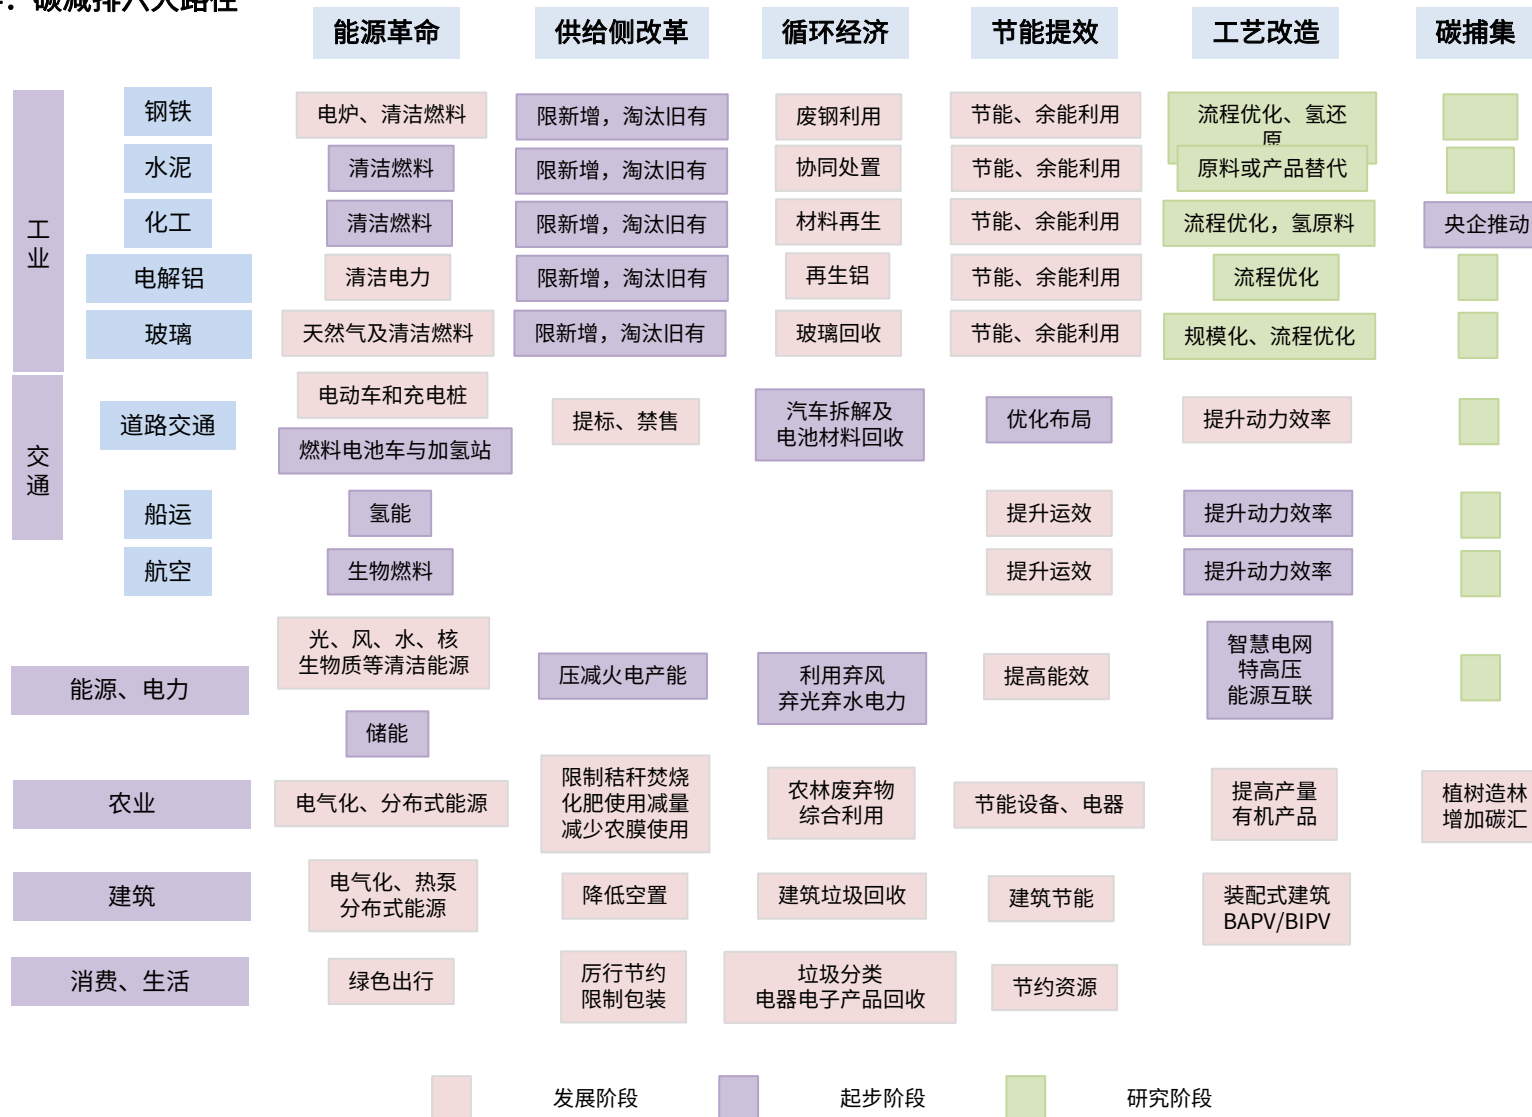 ：碳减排六大路径
能源革命 供给侧改革 循环经济 节能提效 工艺改造 碳捕集
工业
钢铁 电炉、清洁燃料 限新增，淘汰旧有 废钢利用 节能、余能利用 流程优化、氢还
原
水泥 清洁燃料 限新增，淘汰旧有 协同处置 节能、余能利用 原料或产品替代
化工 清洁燃料 限新增，淘汰旧有 材料再生 节能、余能利用 流程优化，氢原料 央企推动
电解铝 清洁电力 限新增，淘汰旧有 再生铝 节能、余能利用 流程优化
玻璃 天然气及清洁燃料 限新增，淘汰旧有 玻璃回收 节能、余能利用 规模化、流程优化
交通
道路交通
电动车和充电桩
燃料电池车与加氢站
提标、禁售
汽车拆解及
电池材料回收
优化布局
提升动力效率
船运 氢能 提升运效 提升动力效率
航空 生物燃料 提升运效 提升动力效率
能源、电力
光、风、水、核
生物质等清洁能源
储能
压减火电产能
利用弃风
弃光弃水电力
提高能效
智慧电网
特高压
能源互联
农业
电气化、分布式能源
限制秸秆焚烧
化肥使用减量
减少农膜使用
农林废弃物
综合利用
节能设备、电器
提高产量
有机产品
植树造林
增加碳汇
建筑
电气化、热泵
分布式能源
降低空置
建筑垃圾回收
建筑节能
装配式建筑
BAPV/BIPV
消费、生活
绿色出行
厉行节约
限制包装
垃圾分类
电器电子产品回收
节约资源
发展阶段 起步阶段 研究阶段